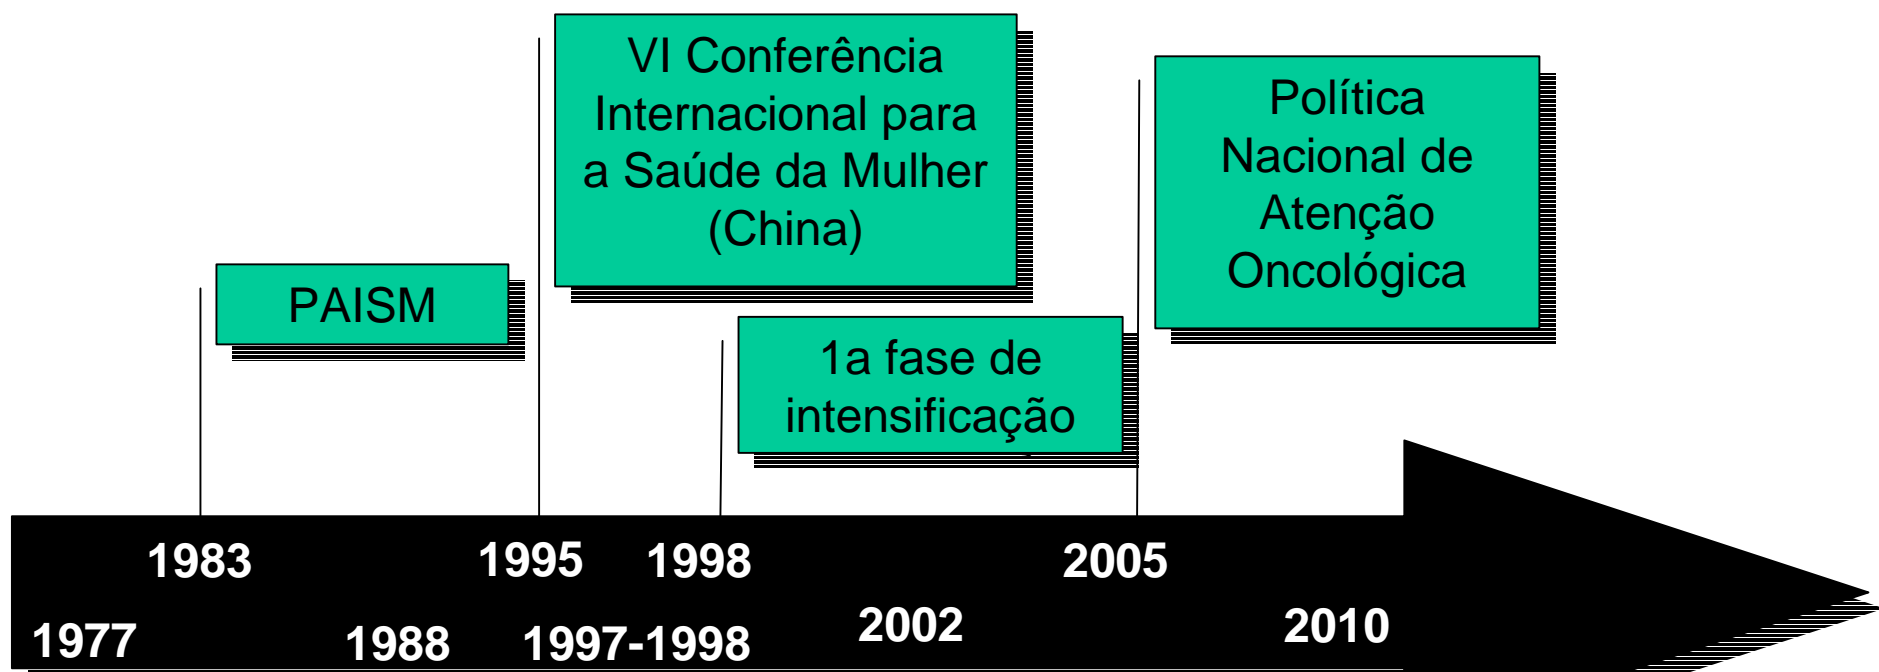 VI Conferência
Internacional para
a Saúde da Mulher
(China)
Política
Nacional de
Atenção
Oncológica
PAISM
1a fase de
intensificação
1983
1995
1998
2005
1977
1988
1997-1998
2002
2010